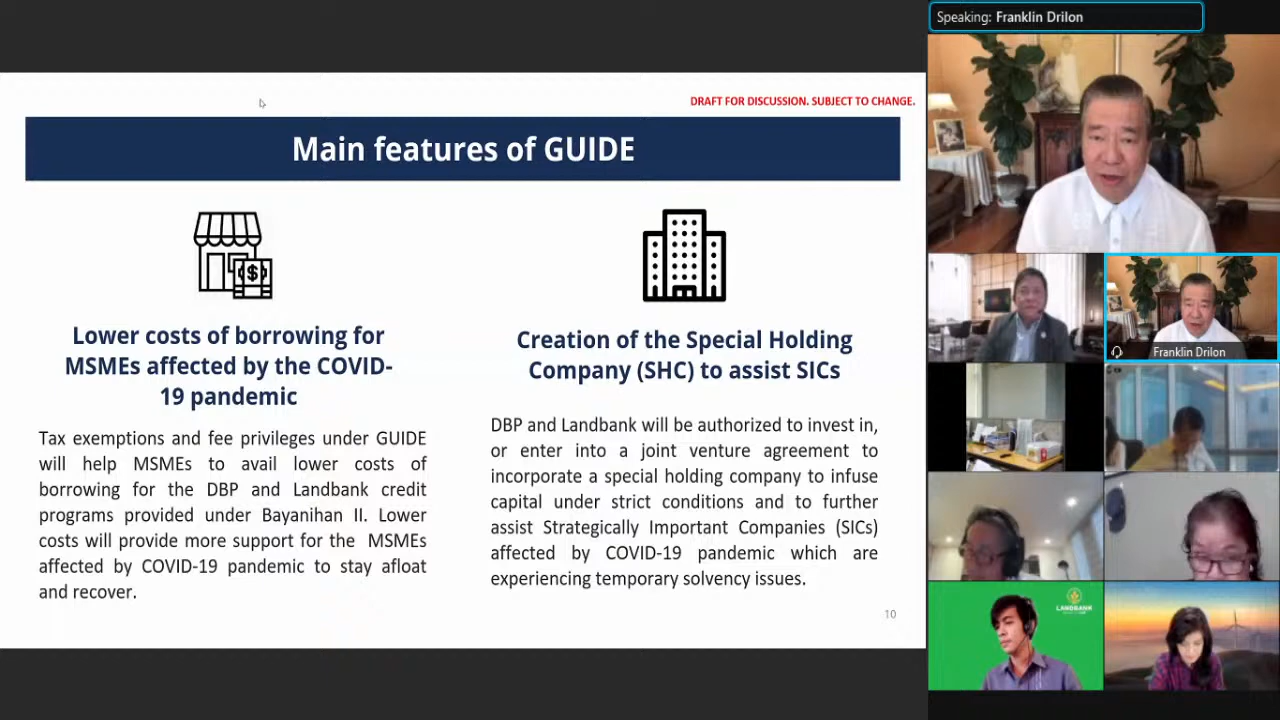 Speaking: Franklin Drilon
DRAFT FOR DISCUSSION. SUBJECT TO CHANGE.
Main features of GUIDE
$
Lower costs of borrowing for
MSMEs affected by the COVID-
19 pandemic
Tax exemptions and fee privileges under GUIDE
will help MSMEs to avail lower costs of
borrowing for the DBP and Landbank credit
programs provided under Bayanihan II. Lower
costs will provide more support for the MSMEs
affected by COVID-19 pandemic to stay afloat
and recover.
Creation of the Special Holding
Company (SHC) to assist SICs
DBP and Landbank will be authorized to invest in,
or enter into a joint venture agreement to
incorporate a special holding company to infuse
capital under strict conditions and to further
assist Strategically Important Companies (SICs)
affected by COVID-19 pandemic which are
experiencing temporary solvency issues.
10
Franklin Drilon
LANDBANK